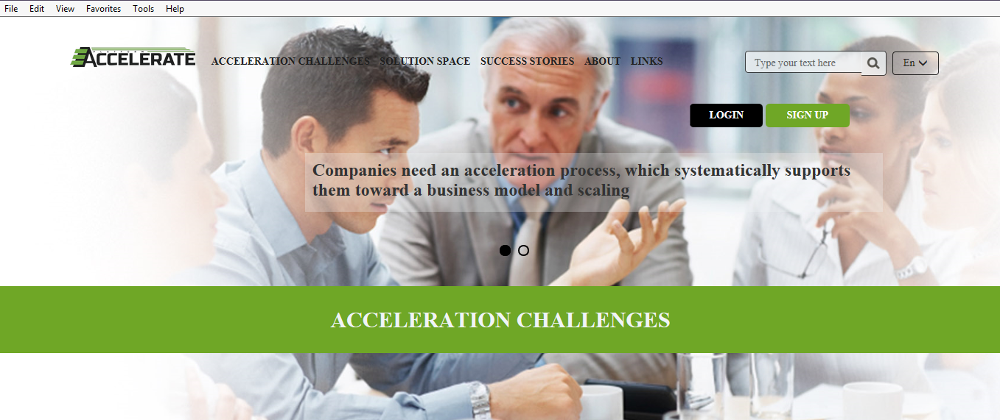 File Edit View Favorites Tools Help
PLATFORM
ACCELERATE
ACCELERATION CHALLENGES SOLUTION SPACE SUCCESS STORIES ABOUT LINKS
Type your text here
En
LOGIN SIGN UP
Companies need an acceleration process, which systematically supports
them toward a business model and scaling
ACCELERATION CHALLENGES